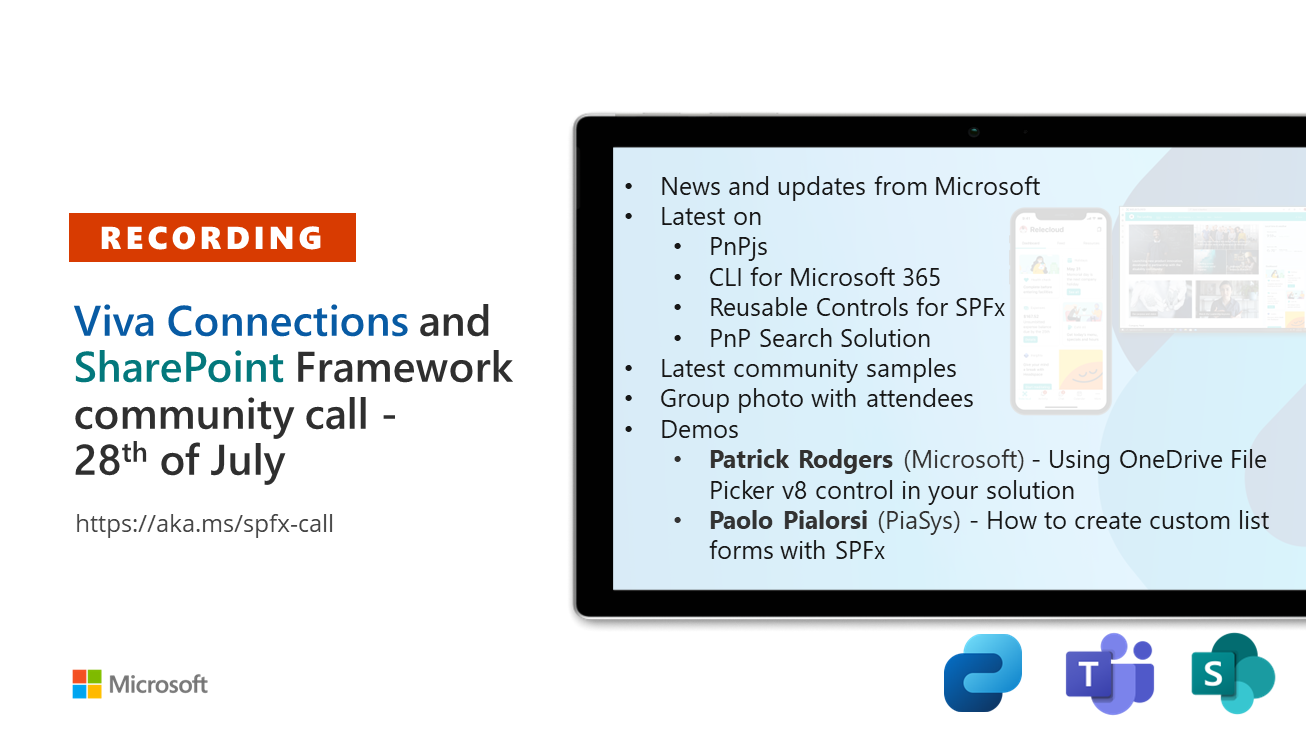 RECORDING
Viva Connections and
SharePoint Framework
community call -
28th of July
https://aka.ms/spfx-call
Microsoft
• News and updates from Microsoft
• Latest on
• PnPjs
• CLI for Microsoft 365
• Reusable Controls for SPFx
• PnP Search Solution
• Latest community samples
• Group photo with attendees
• Demos
• Patrick Rodgers (Microsoft) - Using OneDrive File
Picker v8 control in your solution
• Paolo Pialorsi (PiaSys) - How to create custom list
forms with SPFx
Relecloud
T
S